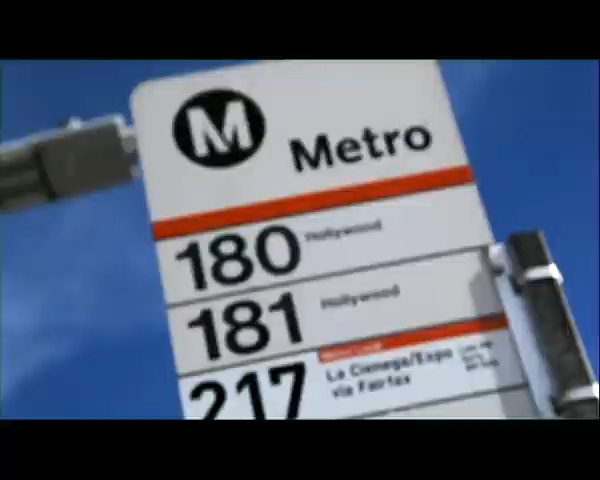 M
Metro
180 Hollywood
181 Hollywood
217 La Cienega/Expo
via Fairfax